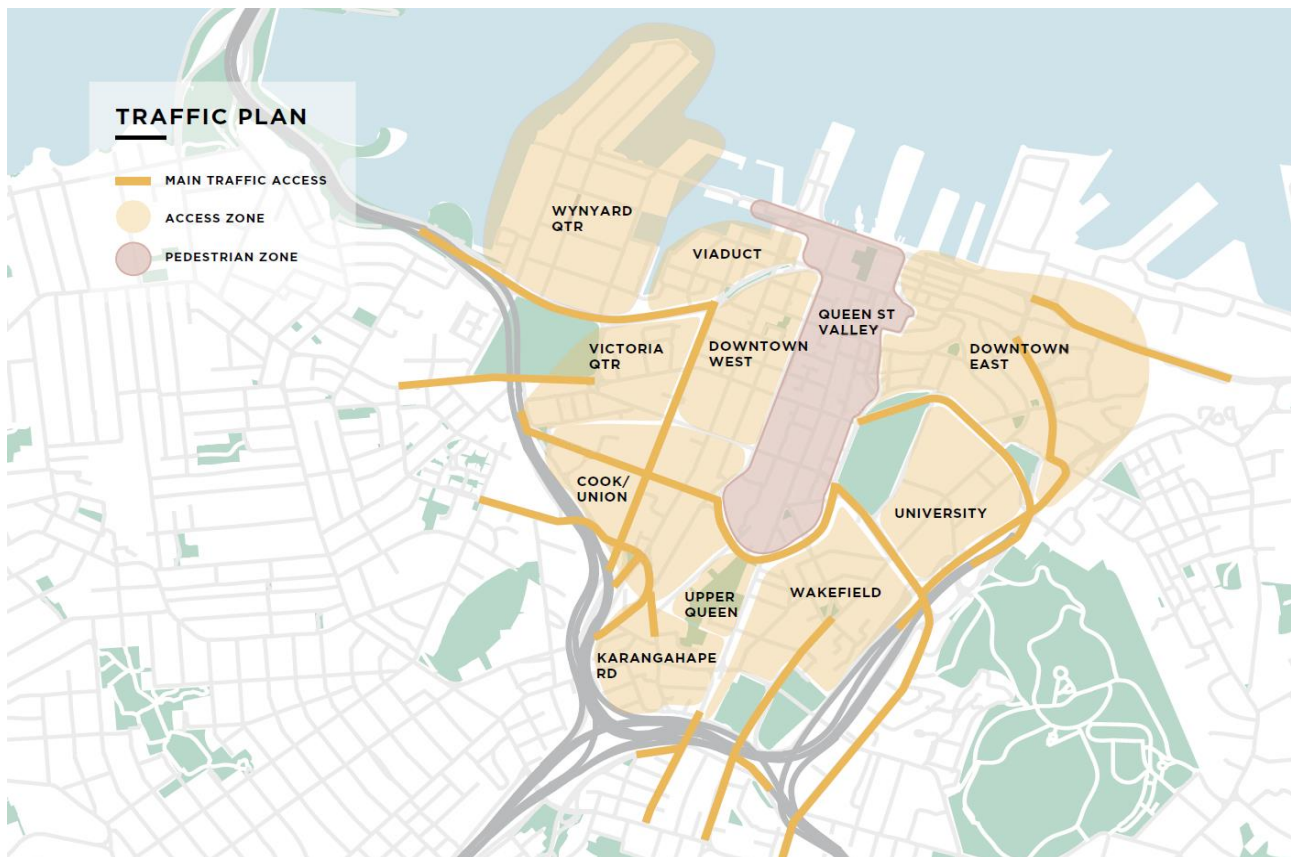 TRAFFIC PLAN
MAIN TRAFFIC ACCESS
ACCESS ZONE
PEDESTRIAN ZONE
WYNYARD
QTR
VIADUCT
QUEEN ST
VALLEY
VICTORIA
QTR
DOWNTOWN
WEST
DOWNTOWN
EAST
COOK/
UNION
UNIVERSITY
UPPER
QUEEN
WAKEFIELD
KARANGAHAPE
RD